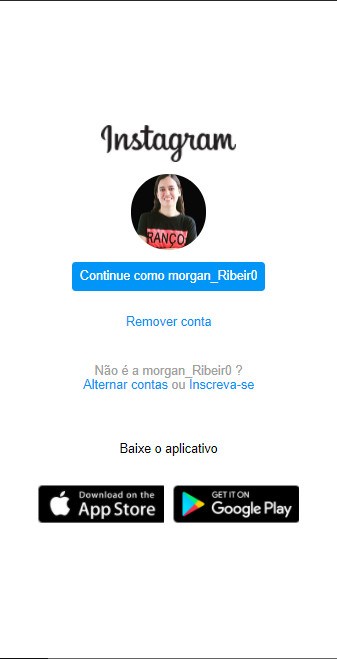 Instagram
RANÇO
Continue como morgan_Ribeir0
Remover conta
Não é a morgan_Ribeir0 ?
Alternar contas ou Inscreva-se
Baixe o aplicativo
Download on the
App Store
GET IT ON
Google Play